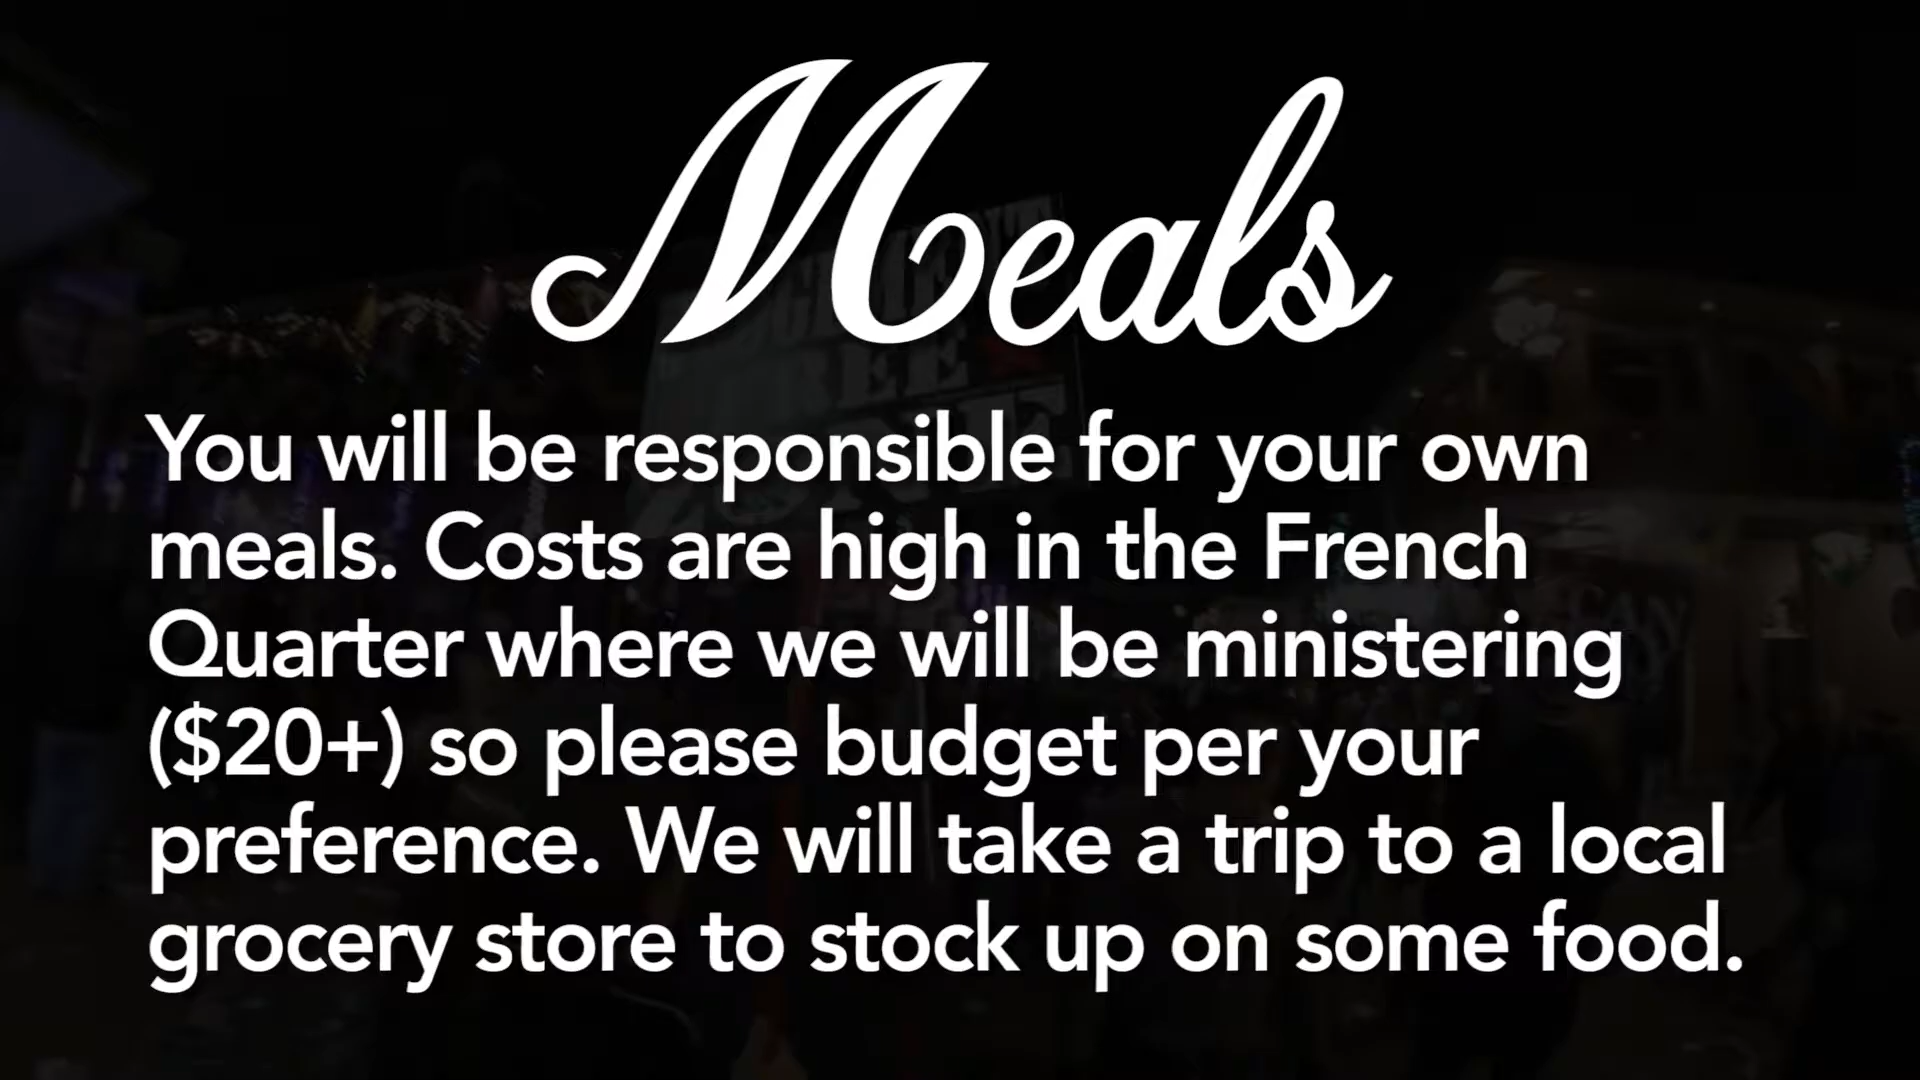 Meals
You will be responsible for your own
meals. Costs are high in the French
Quarter where we will be ministering
($20+) so please budget per your
preference. We will take a trip to a local
grocery store to stock up on some food.